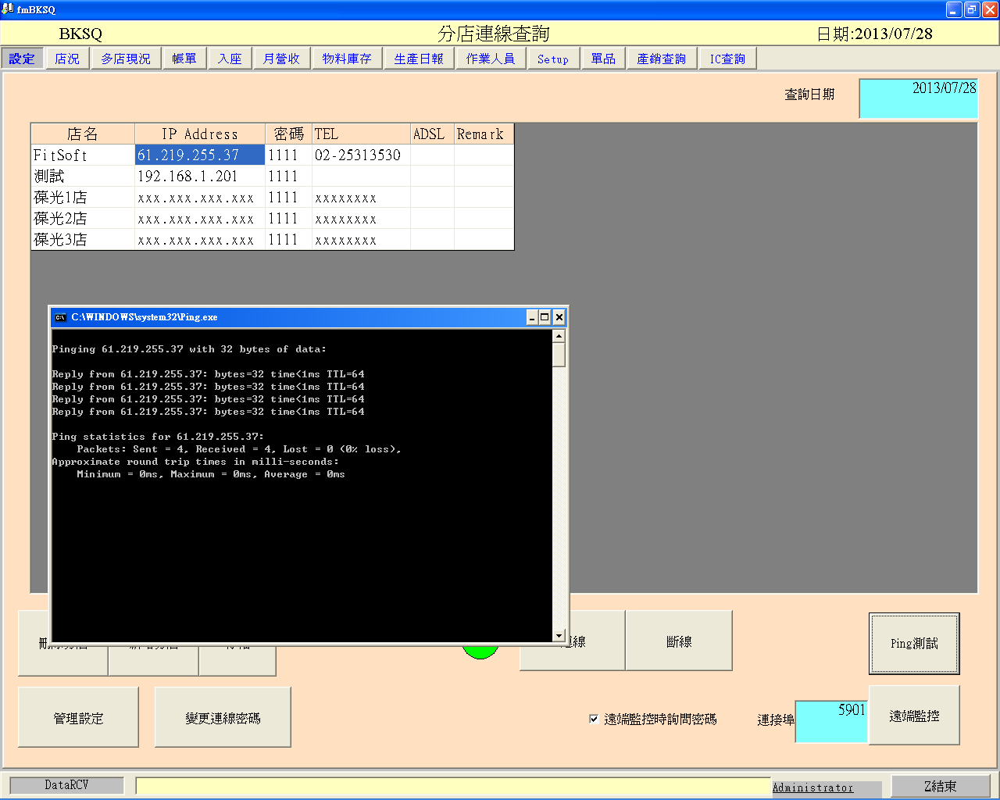 fmBKSQ
BKSQ 分店連線查詢 日期:2013/07/28
設定 店況 多店現況 帳單 入座 月營收 物料庫存 生產日報 作業人員 Setup 單品 產銷查詢 IC查詢
查詢日期 2013/07/28
店名 IP Address 密碼 TEL ADSL Remark
FitSoft 61.219.255.37 1111 02-25313530
測試 192.168.1.201 1111
葆光1店 xxx.xxx.xxx.xxx 1111 xxxxxxxx
葆光2店 xxx.xxx.xxx.xxx 1111 xxxxxxxx
葆光3店 xxx.xxx.xxx.xxx 1111 xxxxxxxx
C:\WINDOWS\system32\Ping.exe
Pinging 61.219.255.37 with 32 bytes of data:
Reply from 61.219.255.37: bytes=32 time<1ms TTL=64
Reply from 61.219.255.37: bytes=32 time<1ms TTL=64
Reply from 61.219.255.37: bytes=32 time<1ms TTL=64
Reply from 61.219.255.37: bytes=32 time<1ms TTL=64
Ping statistics for 61.219.255.37:
Packets: Sent = 4, Received = 4, Lost = 0 (0% loss),
Approximate round trip times in milli-seconds:
Minimum = 0ms, Maximum = 0ms, Average = 0ms
線 斷線 Ping測試
管理設定 變更連線密碼 遠端監控時詢問密碼 連接埠 5901 遠端監控
DataRCV Administrator Z結束